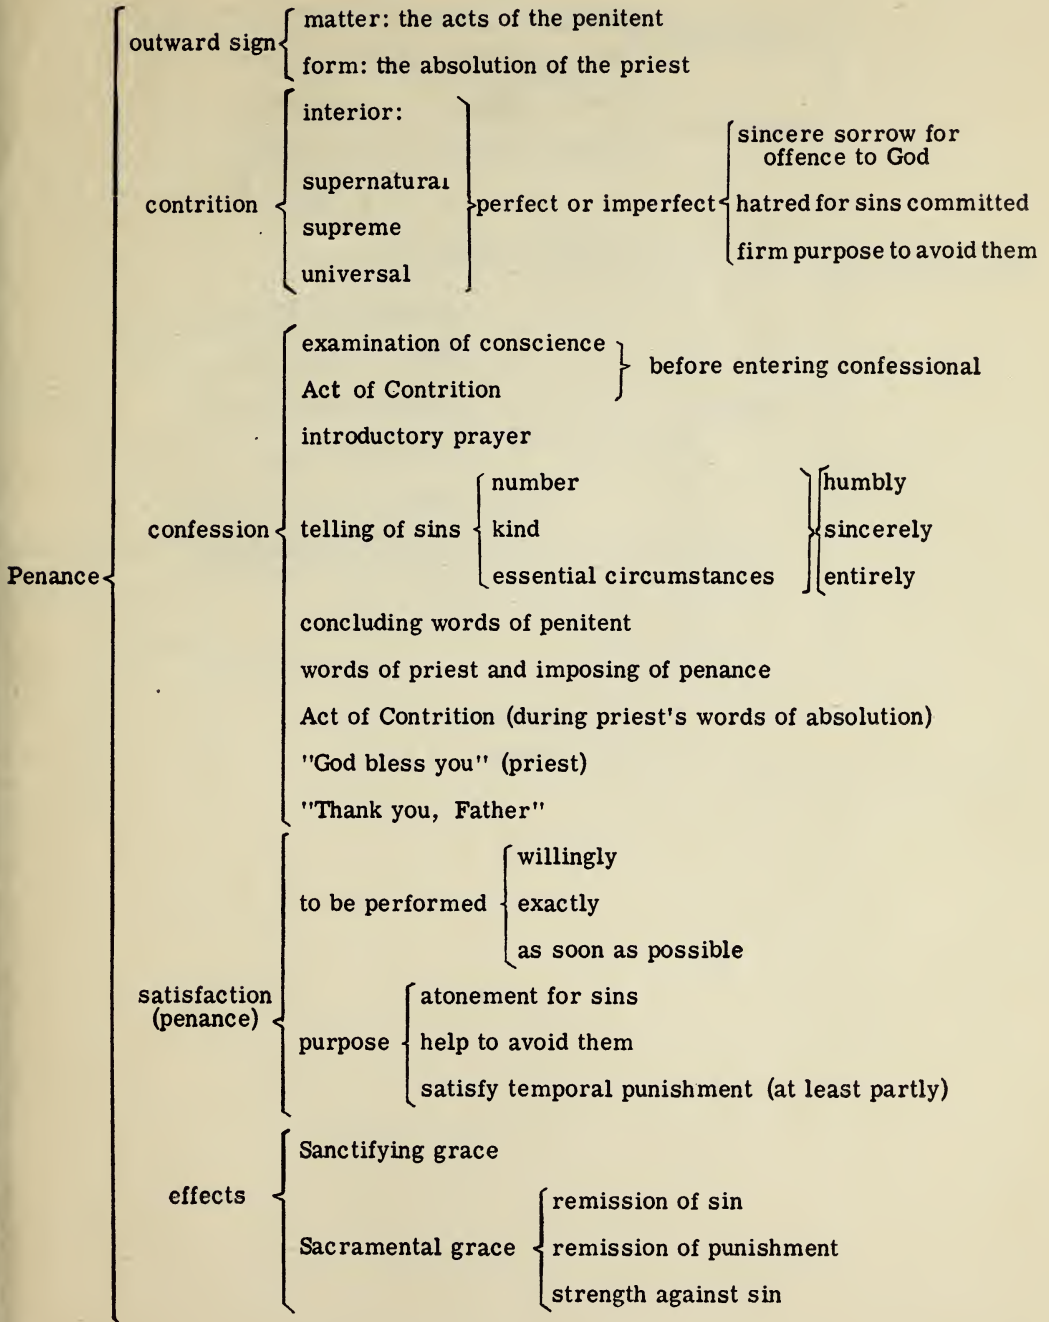 outward sign
matter: the acts of the penitent
form: the absolution of the priest
contrition
interior:
supernatural
supreme
universal
perfect or imperfect
sincere sorrow for
offence to God
hatred for sins committed
firm purpose to avoid them
Penance
confession
examination of conscience
Act of Contrition
before entering confessional
introductory prayer
telling of sins
number
kind
essential circumstances
humbly
sincerely
entirely
concluding words of penitent
words of priest and imposing of penance
Act of Contrition (during priest's words of absolution)
"God bless you" (priest)
"Thank you, Father"
satisfaction
(penance)
to be performed
willingly
exactly
as soon as possible
purpose
atonement for sins
help to avoid them
satisfy temporal punishment (at least partly)
effects
Sanctifying grace
Sacramental grace
remission of sin
remission of punishment
strength against sin